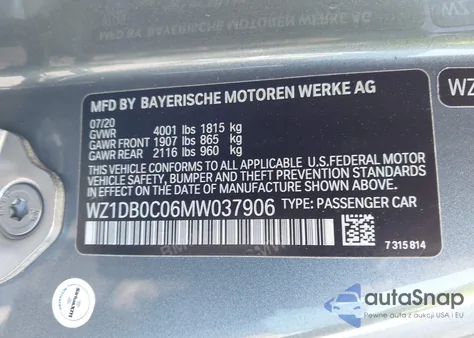 MFD BY BAYERISCHE MOTOREN WERKE AG
07/20
GVWR 4001 lbs 1815 kg
GAWR FRONT 1907 lbs 865 kg
GAWR REAR 2116 lbs 960 kg
THIS VEHICLE CONFORMS TO ALL APPLICABLE U.S.FEDERAL MOTOR
VEHICLE SAFETY, BUMPER AND THEFT PREVENTION STANDARDS
IN EFFECT ON THE DATE OF MANUFACTURE SHOWN ABOVE.
WZ1DB0C06MW037906 TYPE: PASSENGER CAR
7 315 814
WZ
SiriusXM
autoSnap
Pewne auta z aukcji USA i EU